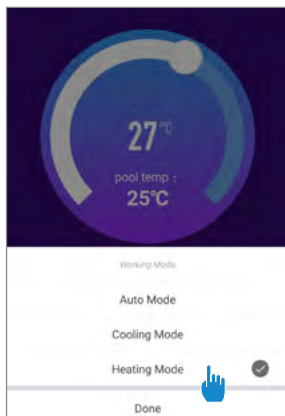 27°C
pool temp :
25°C
Working Mode
Auto Mode
Cooling Mode
Heating Mode
Done